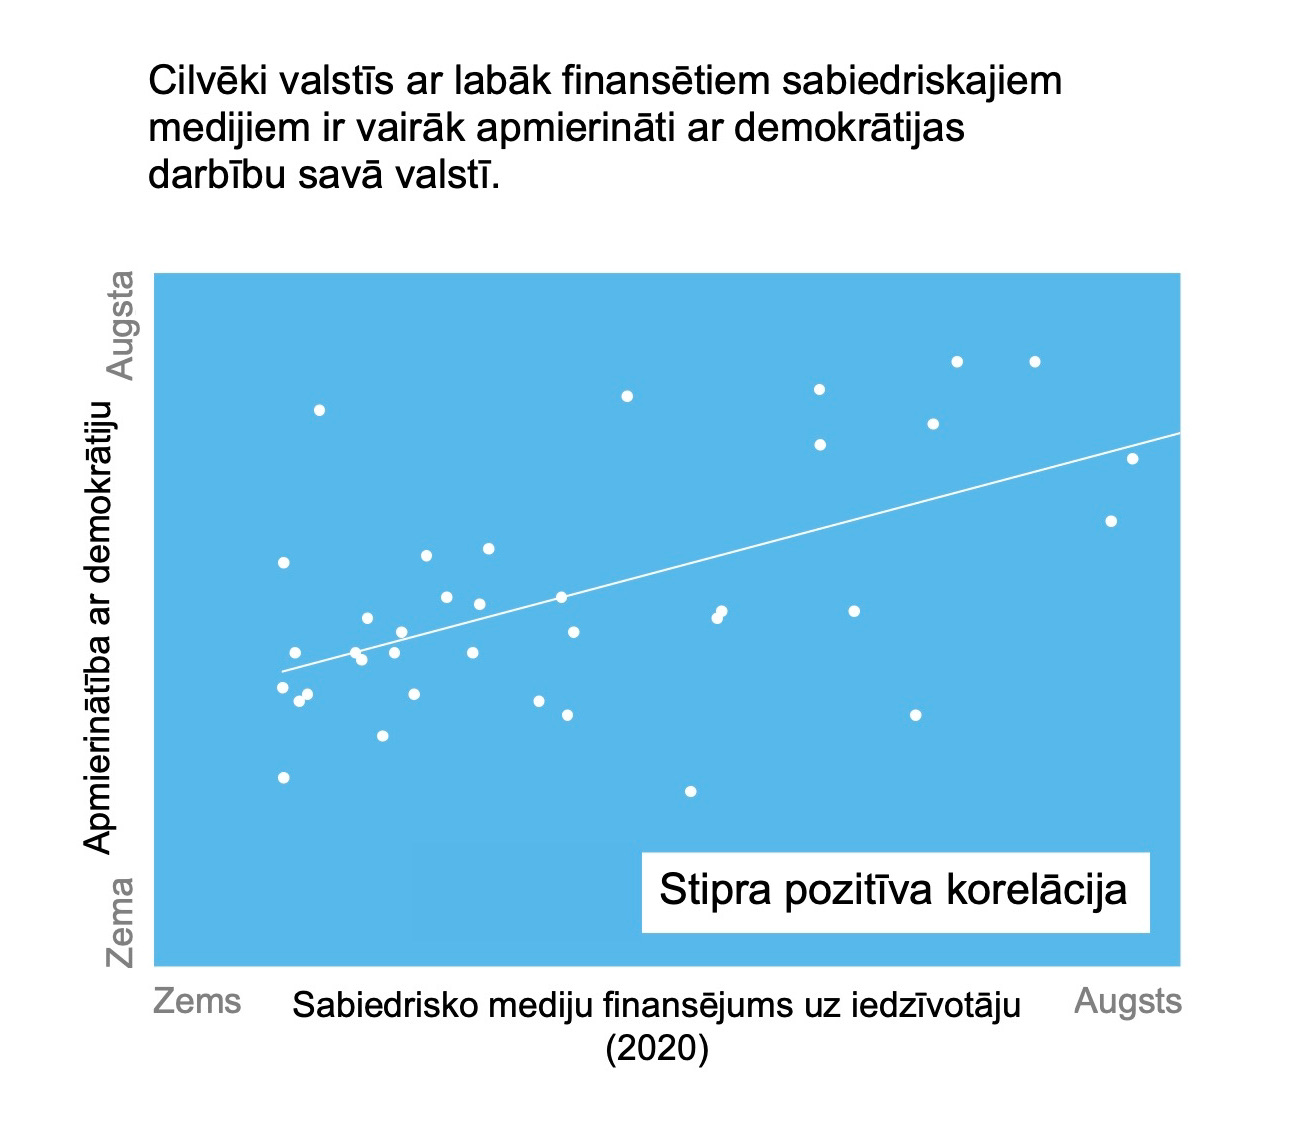 Cilvēki valstīs ar labāk finansētiem sabiedriskajiem
medijiem ir vairāk apmierināti ar demokrātijas
darbību savā valstī.
Augsta
Apmierinātība ar demokrātiju
Zema
Stipra pozitīva korelācija
Zems
Sabiedrisko mediju finansējums uz iedzīvotāju
(2020)
Augsts